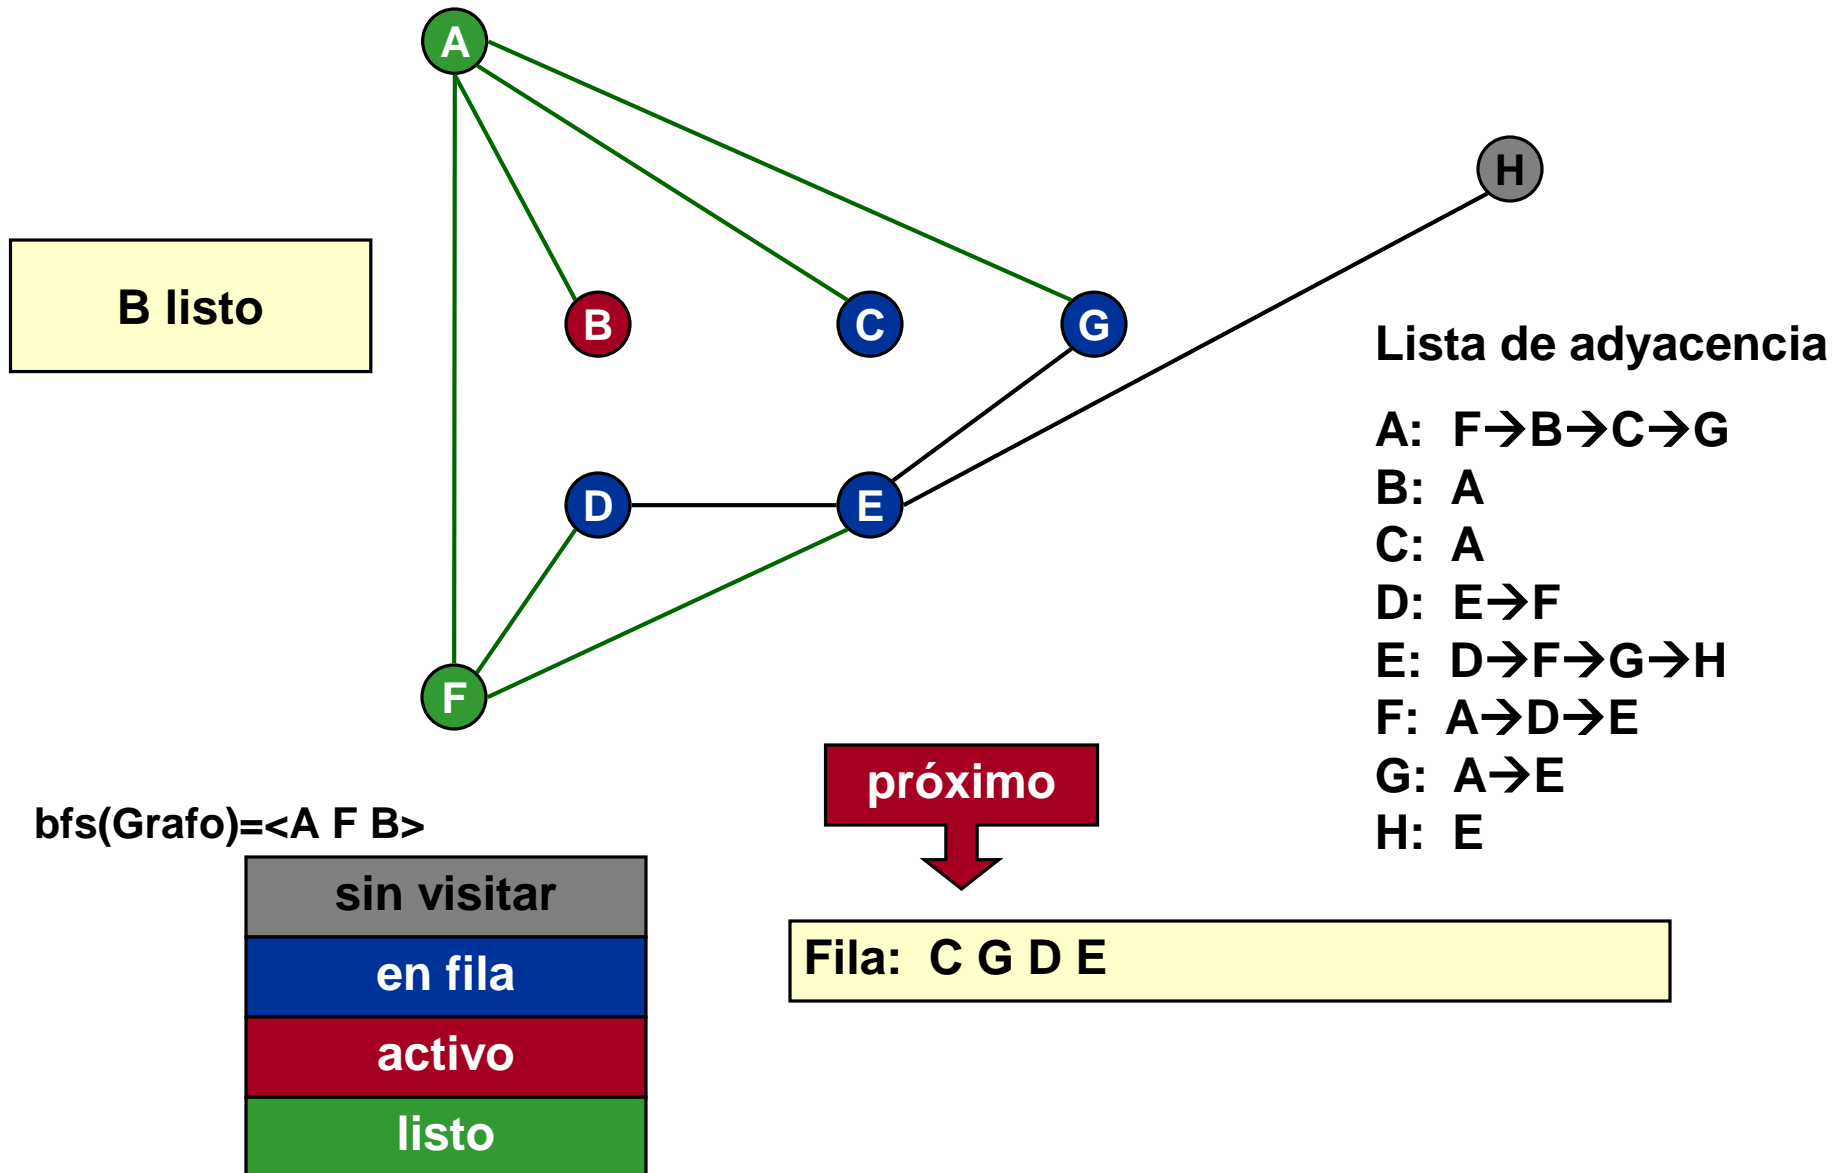 A
H
B listo
B
C
G
Lista de adyacencia
A: F→B→C→G
B: A
C: A
D: E→F
E: D→F→G→H
F: A→D→E
G: A→E
H: E
D
E
F
próximo
bfs(Grafo)=<A F B>
sin visitar
en fila
activo
listo
Fila: C G D E